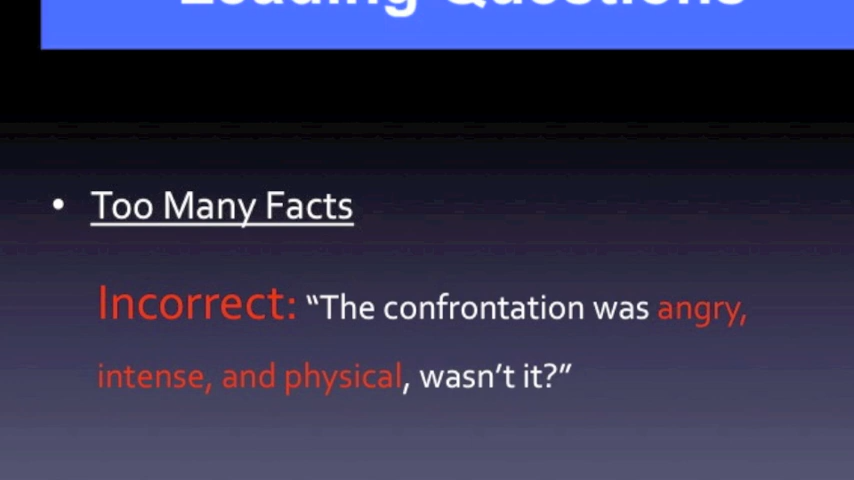 Leading Questions
• Too Many Facts
Incorrect: “The confrontation was angry,
intense, and physical, wasn’t it?”